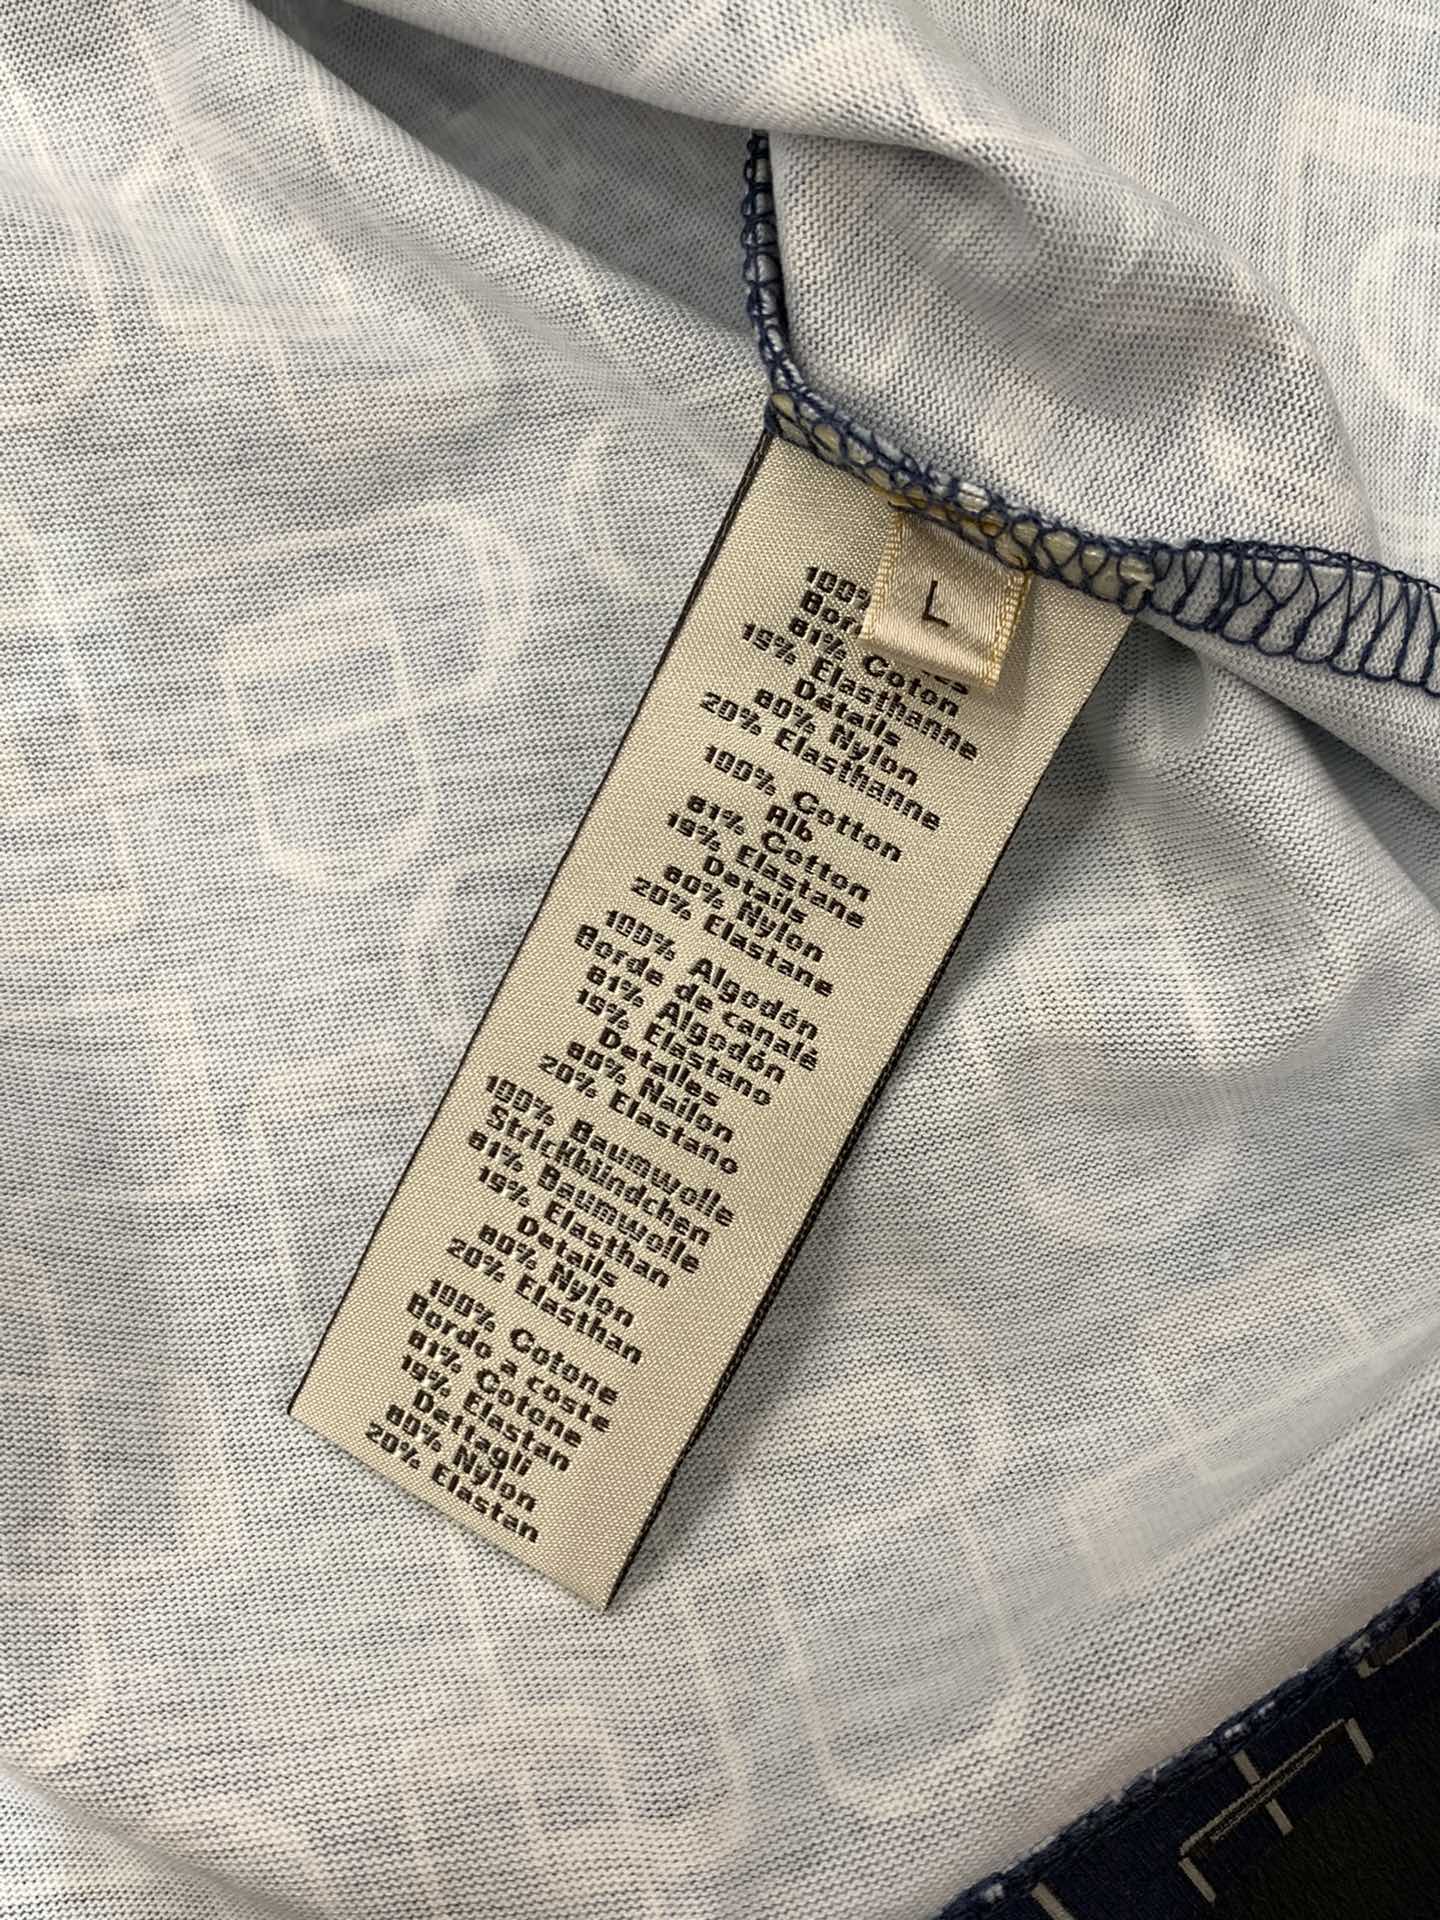 L
100%
81% Coton
19% Elasthanne
Détails
80% Nylon
20% Elasthanne
100% Cotton
Rib
81% Cotton
19% Elastane
Details
80% Nylon
20% Elastane
100% Algodón
Borde de canalé
81% Algodón
19% Elastano
Detalles
80% Nailon
20% Elastano
100% Baumwolle
Strickbündchen
81% Baumwolle
19% Elasthan
Details
80% Nylon
20% Elasthan
100% Cotone
Bordo a coste
81% Cotone
19% Elastan
Dettagli
80% Nylon
20% Elastan